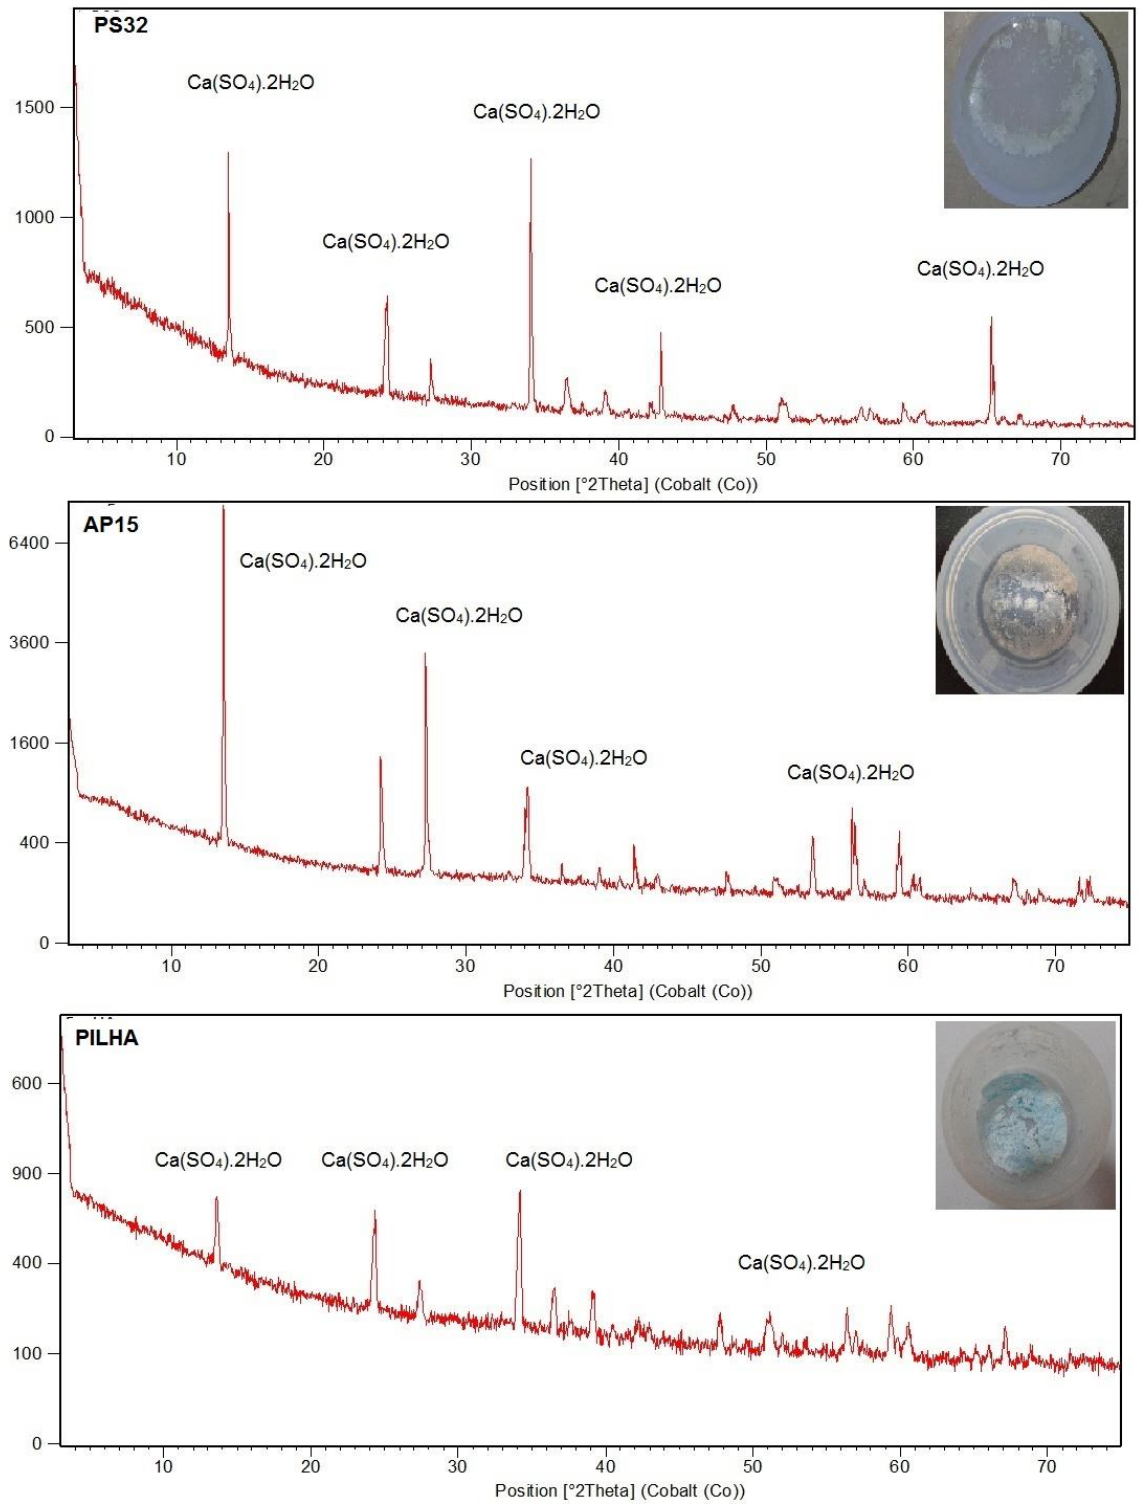 PS32
Ca(SO₄).2H₂O
Ca(SO₄).2H₂O
1500
1000
Ca(SO₄).2H₂O
Ca(SO₄).2H₂O
Ca(SO₄).2H₂O
500
0
10 20 30 40 50 60 70
Position [°2Theta] (Cobalt (Co))
AP15
6400
Ca(SO₄).2H₂O
Ca(SO₄).2H₂O
3600
1600
Ca(SO₄).2H₂O
Ca(SO₄).2H₂O
400
0
10 20 30 40 50 60 70
Position [°2Theta] (Cobalt (Co))
PILHA
600
Ca(SO₄).2H₂O Ca(SO₄).2H₂O Ca(SO₄).2H₂O
900
400
Ca(SO₄).2H₂O
100
0
10 20 30 40 50 60 70
Position [°2Theta] (Cobalt (Co))